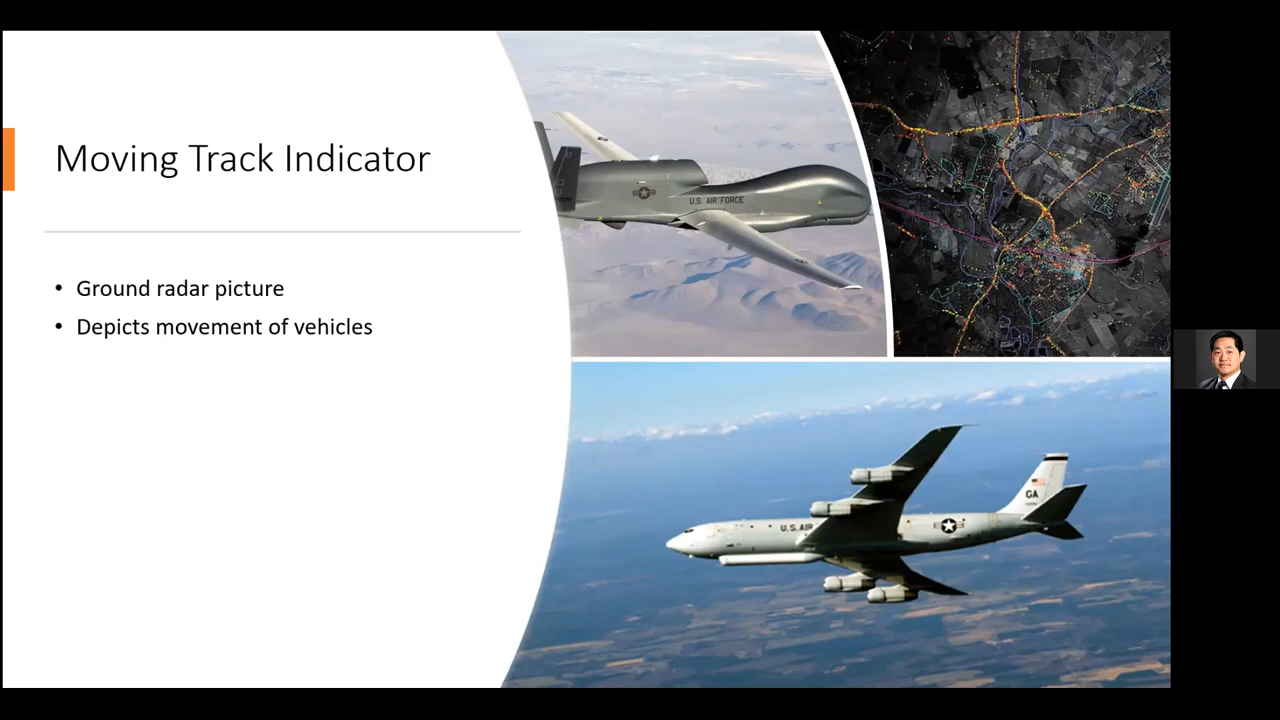 Moving Track Indicator
• Ground radar picture
• Depicts movement of vehicles
U.S. AIR FORCE
U.S. AIR
GA